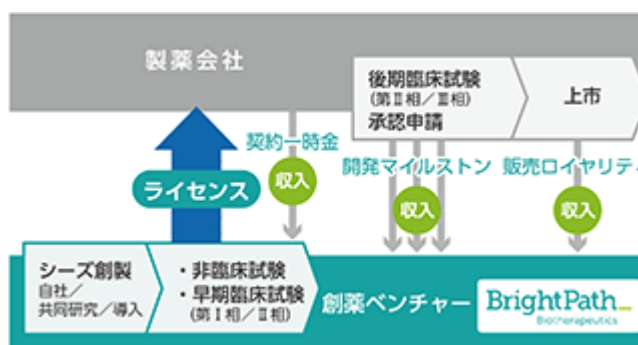 製薬会社
後期臨床試験
(第Ⅱ相/Ⅲ相)
承認申請
上市
契約一時金
開発マイルストン
販売ロイヤリティ
ライセンス
収入
収入
収入
シーズ創製
自社/
共同研究/導入
・非臨床試験
・早期臨床試験
(第Ⅰ相/Ⅱ相)
創薬ベンチャー
BrightPath_
Biotherapeutics